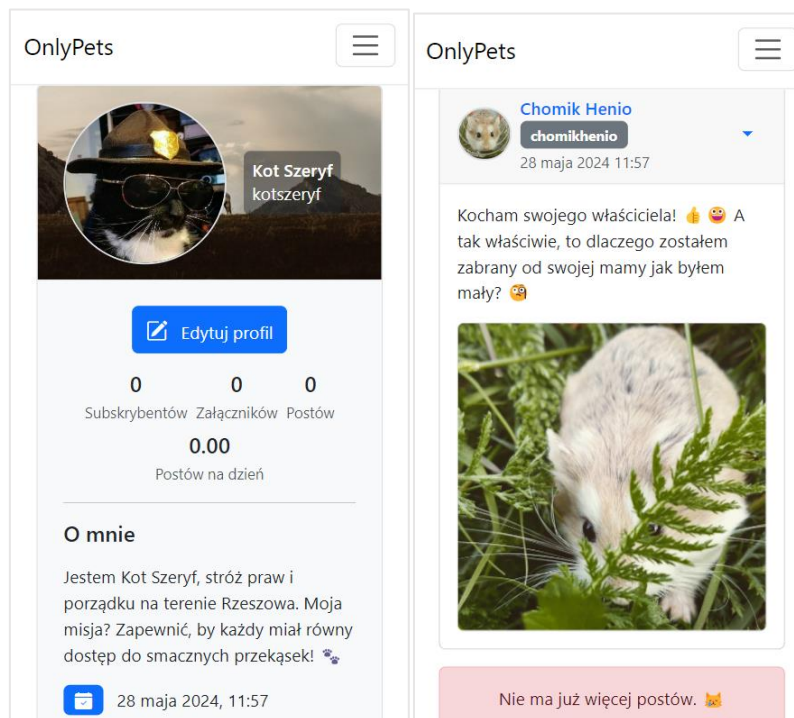 OnlyPets
Kot Szeryf
kotszeryf
Edytuj profil
0 0 0
Subskrybentów Załączników Postów
0.00
Postów na dzień
O mnie
Jestem Kot Szeryf, stróż praw i
porządku na terenie Rzeszowa. Moja
misja? Zapewnić, by każdy miał równy
dostęp do smacznych przekąsek! 🐾
28 maja 2024, 11:57
OnlyPets
Chomik Henio
chomikhenio
28 maja 2024 11:57
Kocham swojego właściciela! 👍 😀 A
tak właściwie, to dlaczego zostałem
zabrany od swojej mamy jak byłem
mały? 🧐
Nie ma już więcej postów. 😿